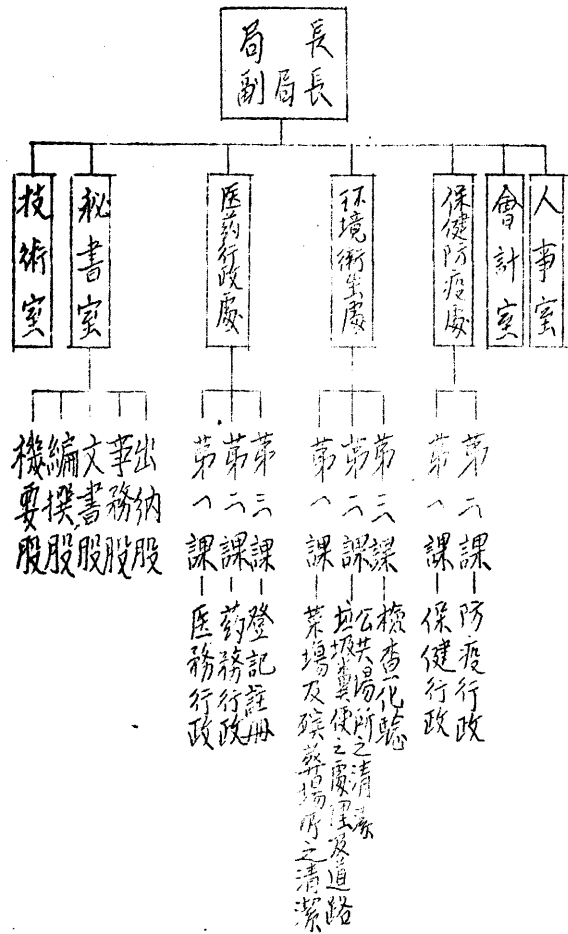 局長
副局長
技術室
秘書室
医药行政處
环境衛生處
保健防疫處
會計室
人事室
機要股
編撰股
文書股
事務股
出納股
第一課—医務行政
第二課—药務行政
第三課—登記註冊
第一課—菜場及殯葬場所之清潔
第二課—垃圾糞便之處理及道路
公共場所之清潔
第三課—檢查化驗
第一課—保健行政
第二課—防疫行政